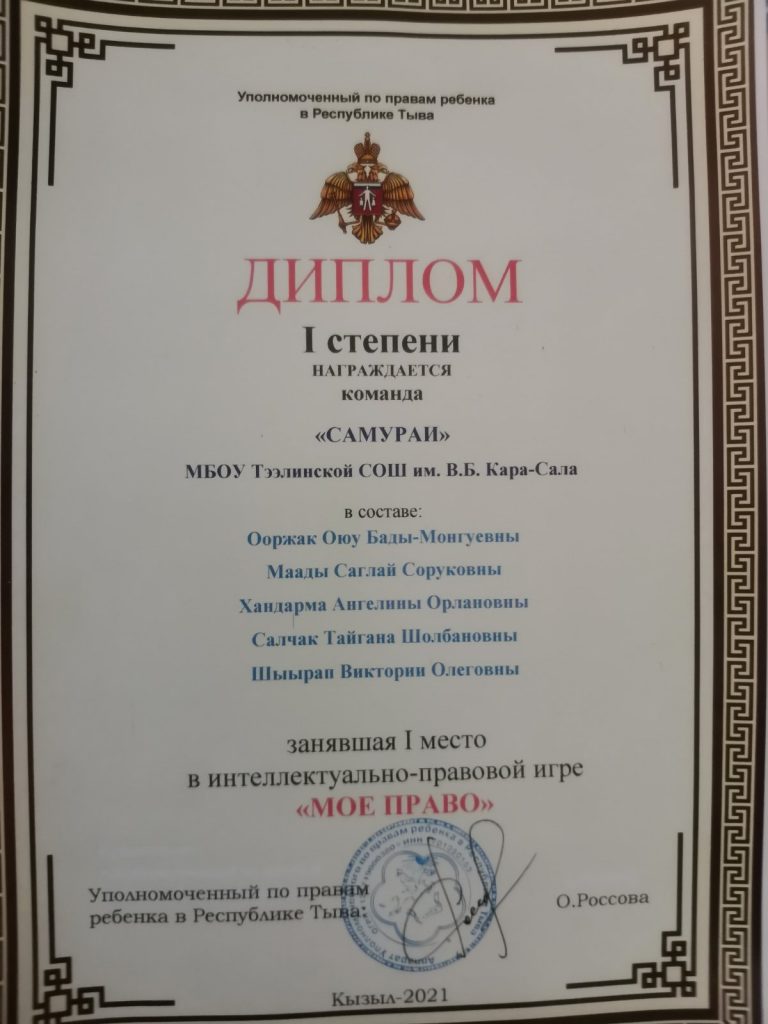 Уполномоченный по правам ребенка
в Республике Тыва
ДИПЛОМ
I степени
НАГРАЖДАЕТСЯ
команда
«САМУРАИ»
МБОУ Тээлинской СОШ им. В.Б. Кара-Сала
в составе:
Ооржак Оюу Бады-Монгуевны
Маады Саглай Соруковны
Хандарма Ангелины Орлановны
Салчак Тайгана Шолбановны
Шыырап Виктории Олеговны
занявшая I место
в интеллектуально-правовой игре
«МОЕ ПРАВО»
Уполномоченный по правам
ребенка в Республике Тыва:
О.Россова
Кызыл-2021